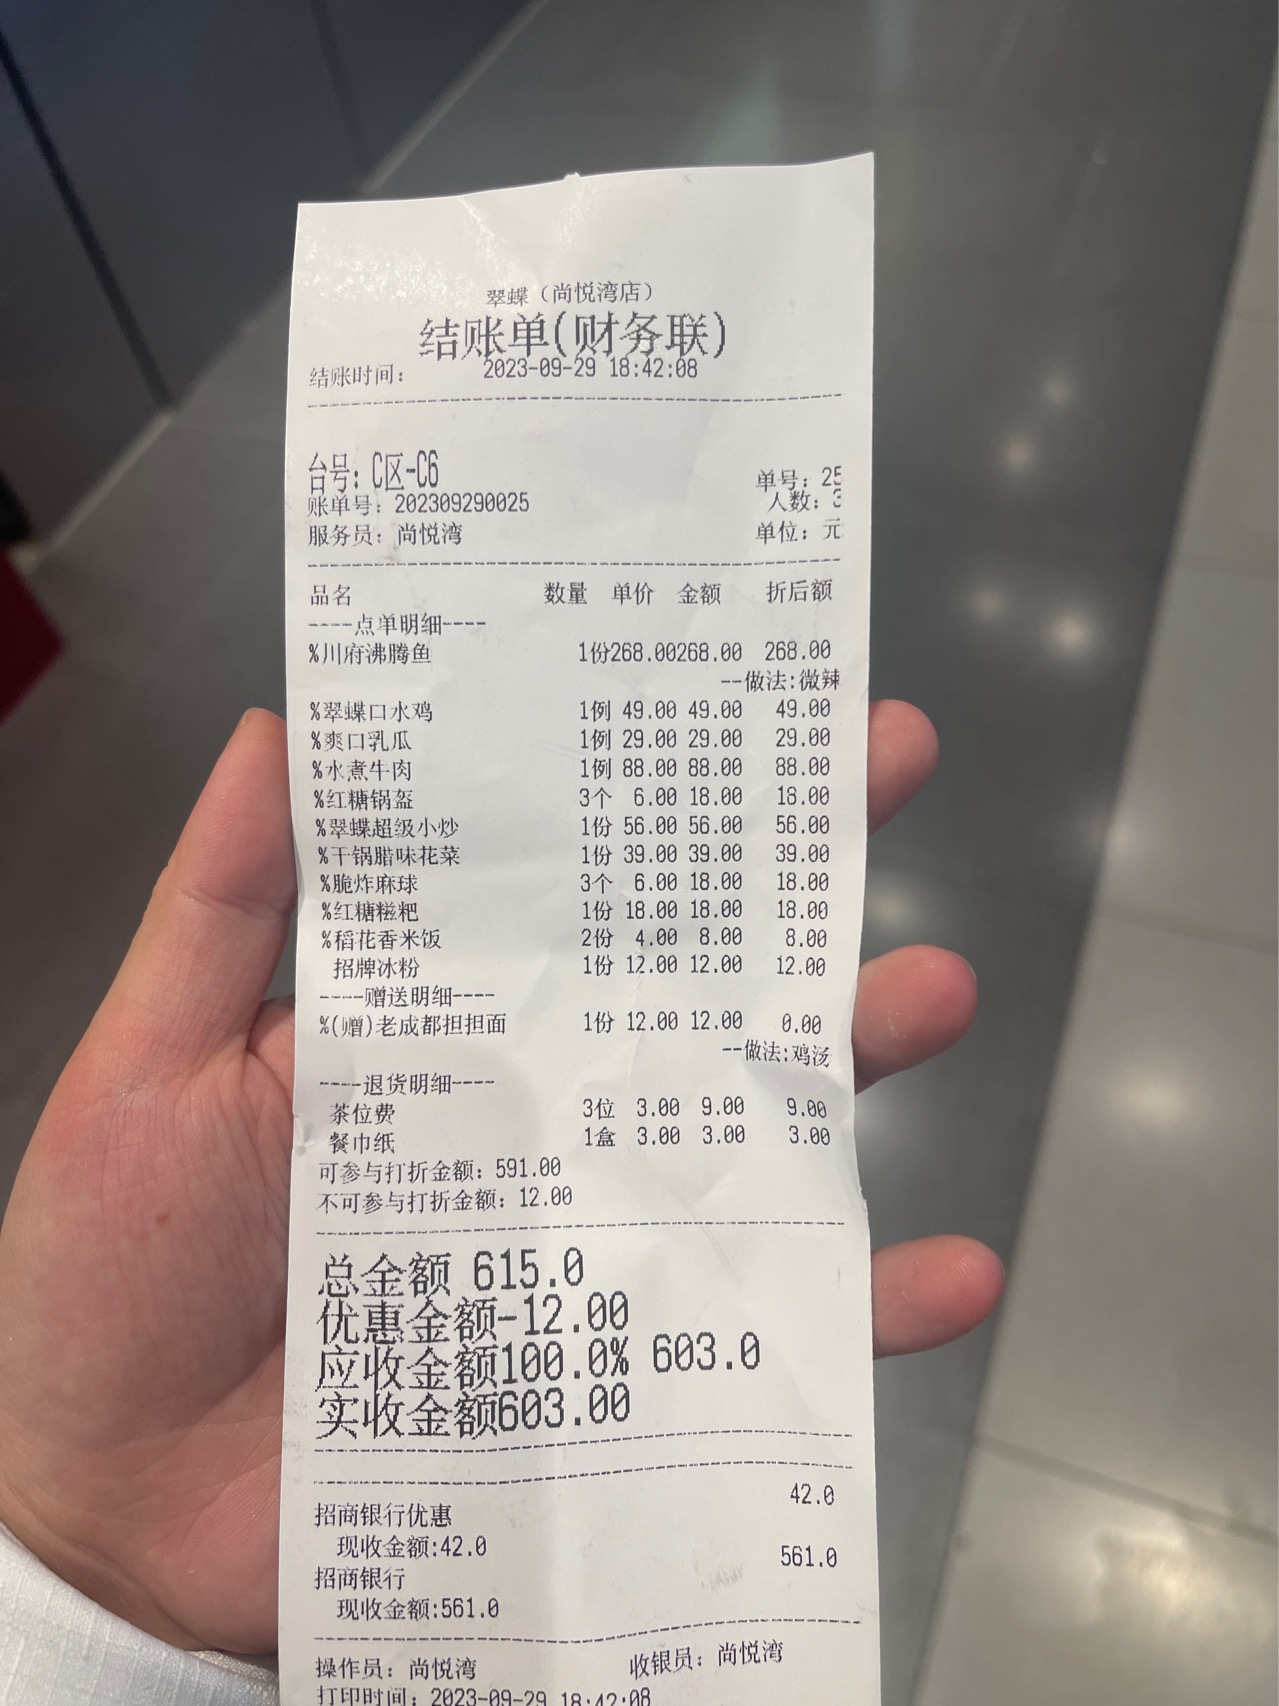 翠蝶（尚悦湾店）
结账单(财务联)
结账时间： 2023-09-29 18:42:08
台号：C区-C6
单号：25
账单号：202309290025
人数：3
服务员：尚悦湾 单位：元
品名 数量 单价 金额 折后额
----点单明细----
%川府沸腾鱼 1份268.00268.00 268.00
--做法:微辣
%翠蝶口水鸡 1例 49.00 49.00 49.00
%爽口乳瓜 1例 29.00 29.00 29.00
%水煮牛肉 1例 88.00 88.00 88.00
%红糖锅盔 3个 6.00 18.00 18.00
%翠蝶超级小炒 1份 56.00 56.00 56.00
%干锅腊味花菜 1份 39.00 39.00 39.00
%脆炸麻球 3个 6.00 18.00 18.00
%红糖糍粑 1份 18.00 18.00 18.00
%稻花香米饭 2份 4.00 8.00 8.00
招牌冰粉 1份 12.00 12.00 12.00
----赠送明细----
%(赠)老成都担担面 1份 12.00 12.00 0.00
--做法:鸡汤
----退货明细----
茶位费 3位 3.00 9.00 9.00
餐巾纸 1盒 3.00 3.00 3.00
可参与打折金额：591.00
不可参与打折金额：12.00
总金额 615.0
优惠金额-12.00
应收金额100.0% 603.0
实收金额603.00
招商银行优惠 42.0
现收金额:42.0
招商银行 561.0
现收金额:561.0
操作员：尚悦湾 收银员：尚悦湾
打印时间：2023-09-29 18:42:08